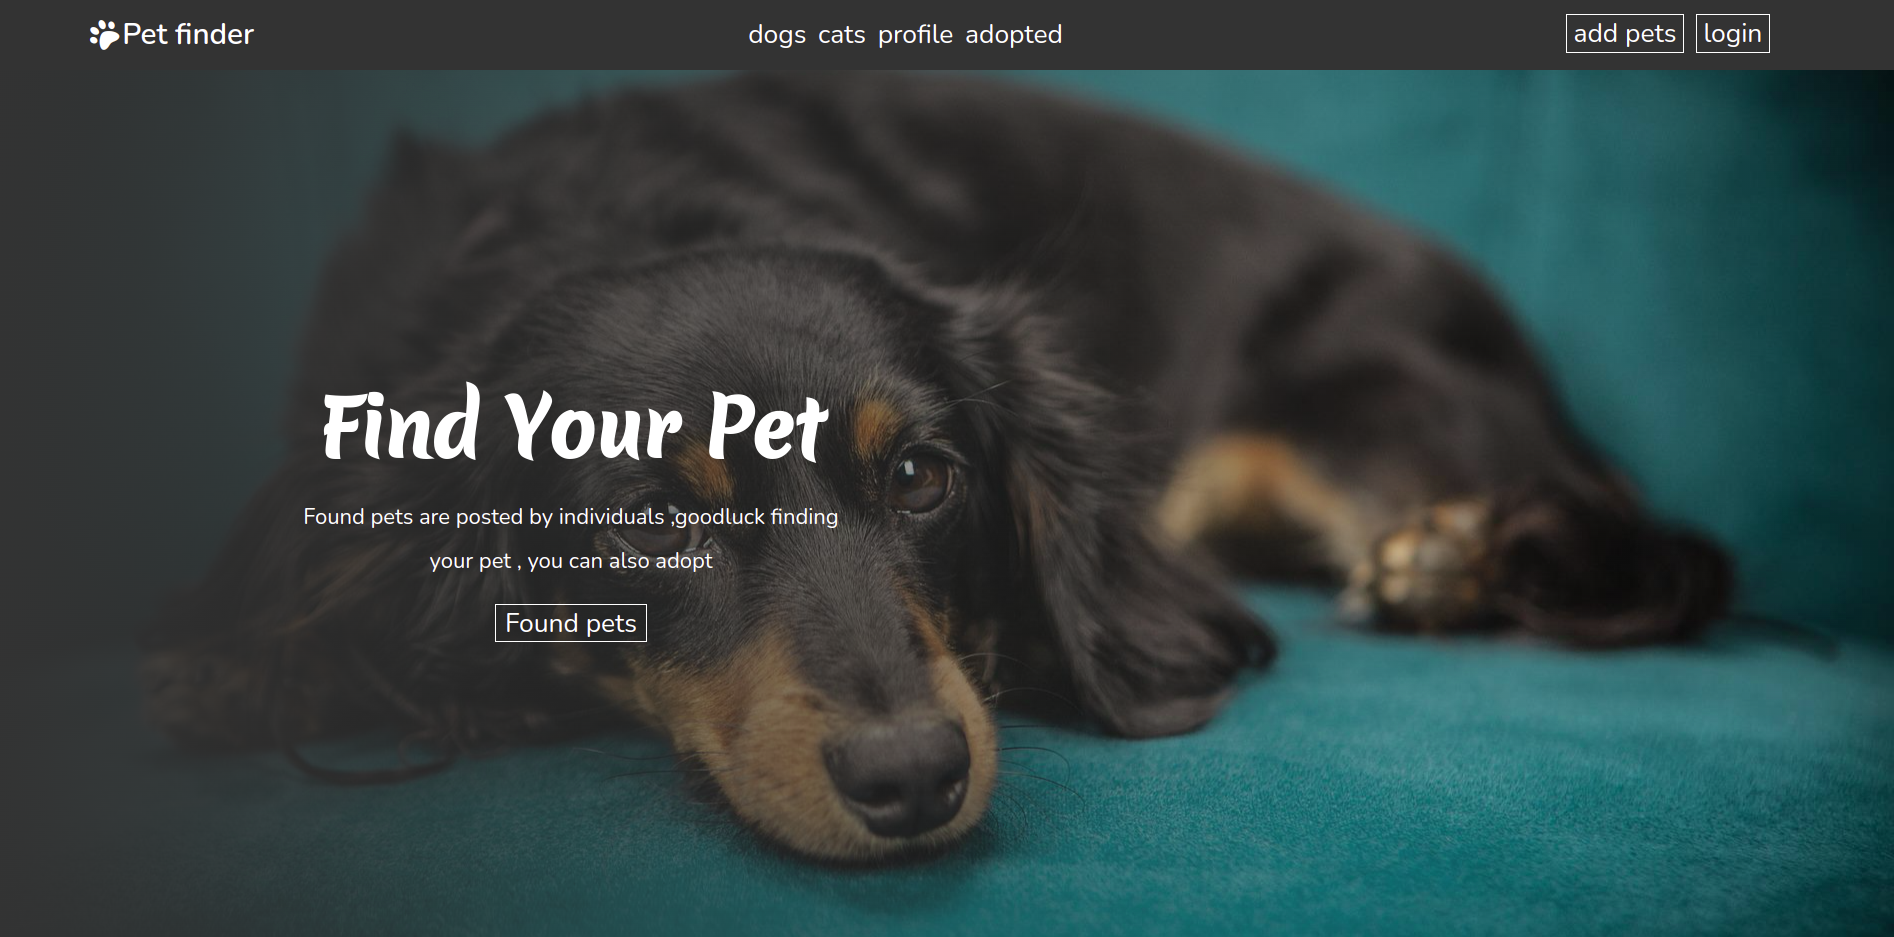 Pet finder
dogs cats profile adopted
add pets
login
Find Your Pet
Found pets are posted by individuals ,goodluck finding
your pet , you can also adopt
Found pets